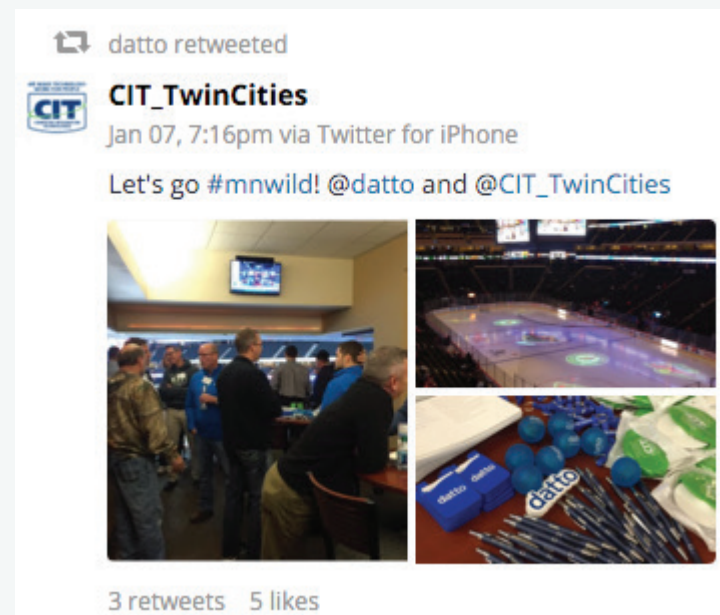 datto retweeted
CIT_TwinCities
Jan 07, 7:16pm via Twitter for iPhone
Let's go #mnwild! @datto and @CIT_TwinCities
CIT
datto
datto
datto
CIT
3 retweets 5 likes